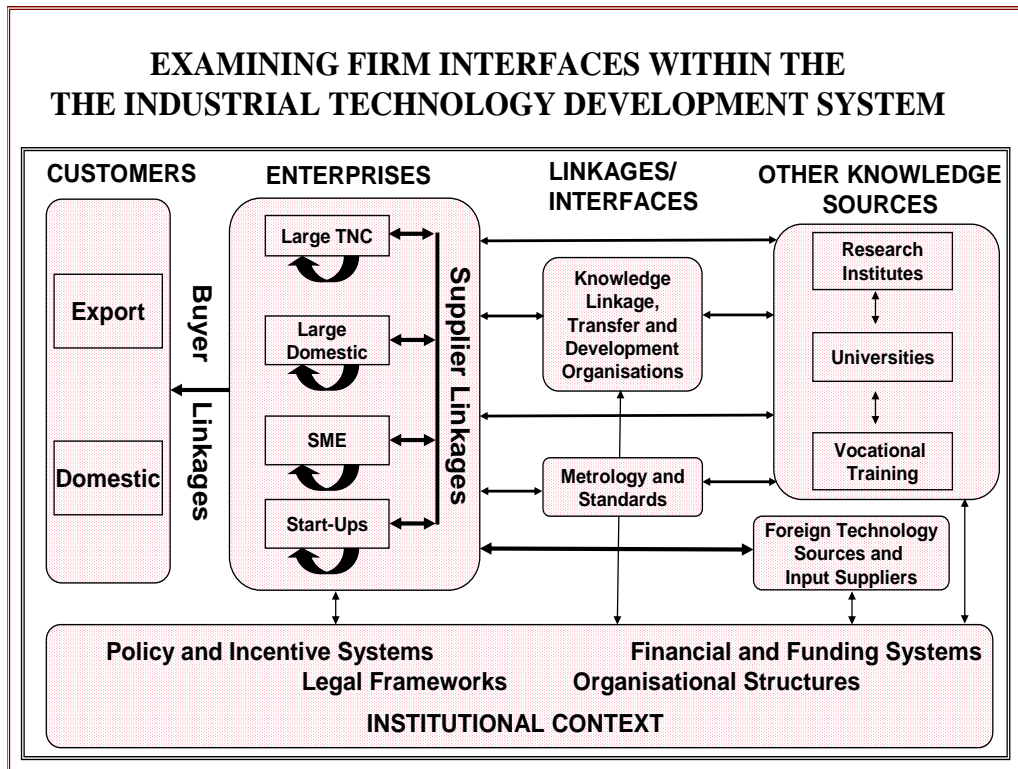 EXAMINING FIRM INTERFACES WITHIN THE
THE INDUSTRIAL TECHNOLOGY DEVELOPMENT SYSTEM
CUSTOMERS
Export
Domestic
Buyer
Linkages
ENTERPRISES
Large TNC
Large
Domestic
SME
Start-Ups
Supplier Linkages
LINKAGES/
INTERFACES
Knowledge
Linkage,
Transfer and
Development
Organisations
Metrology and
Standards
OTHER KNOWLEDGE
SOURCES
Research
Institutes
Universities
Vocational
Training
Foreign Technology
Sources and
Input Suppliers
Policy and Incentive Systems
Financial and Funding Systems
Legal Frameworks
Organisational Structures
INSTITUTIONAL CONTEXT